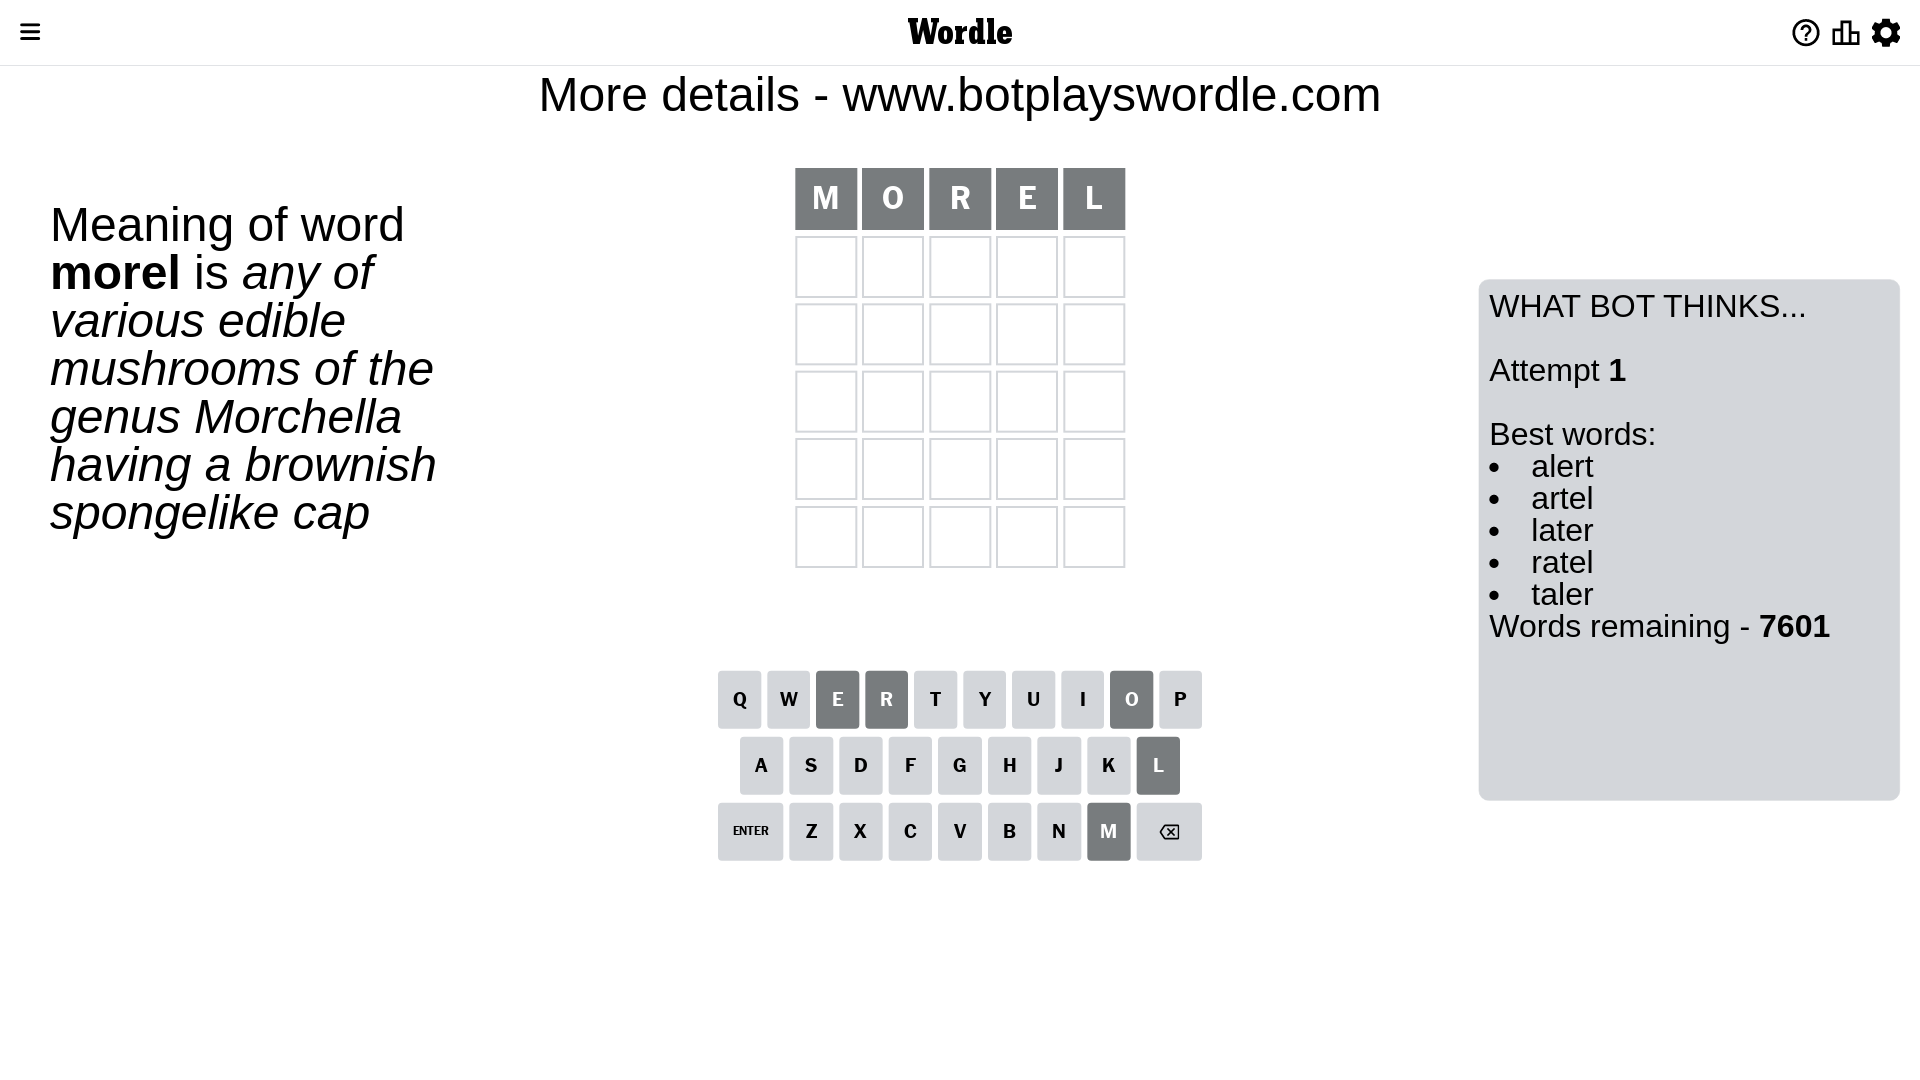 Wordle
More details - www.botplayswordle.com
Meaning of word
morel is any of
various edible
mushrooms of the
genus Morchella
having a brownish
spongelike cap
M O R E L
WHAT BOT THINKS...
Attempt 1
Best words:
• alert
• artel
• later
• ratel
• taler
Words remaining - 7601
Q W E R T Y U I O P
A S D F G H J K L
ENTER Z X C V B N M